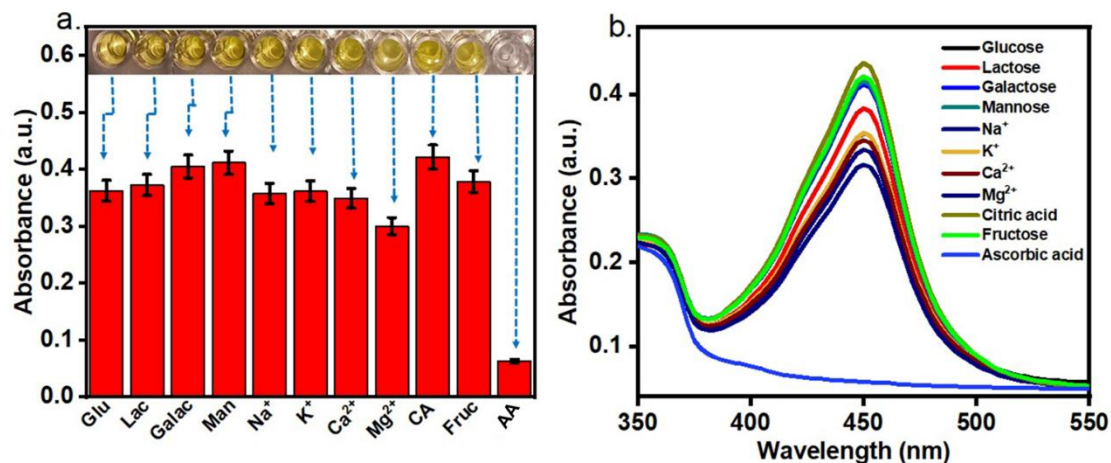 a.
Absorbance (a.u.)
0.6
0.5
0.4
0.3
0.2
0.1
0.0
Glu
Lac
Galac
Man
Na⁺
K⁺
Ca²⁺
Mg²⁺
CA
Fruc
AA
b.
Absorbance (a.u.)
0.4
0.3
0.2
0.1
Glucose
Lactose
Galactose
Mannose
Na⁺
K⁺
Ca²⁺
Mg²⁺
Citric acid
Fructose
Ascorbic acid
350
400
450
500
550
Wavelength (nm)